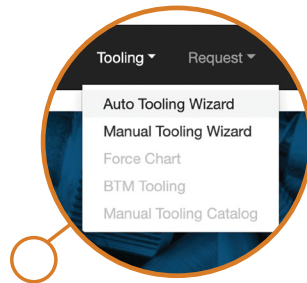 Tooling Request
Auto Tooling Wizard
Manual Tooling Wizard
Force Chart
BTM Tooling
Manual Tooling Catalog